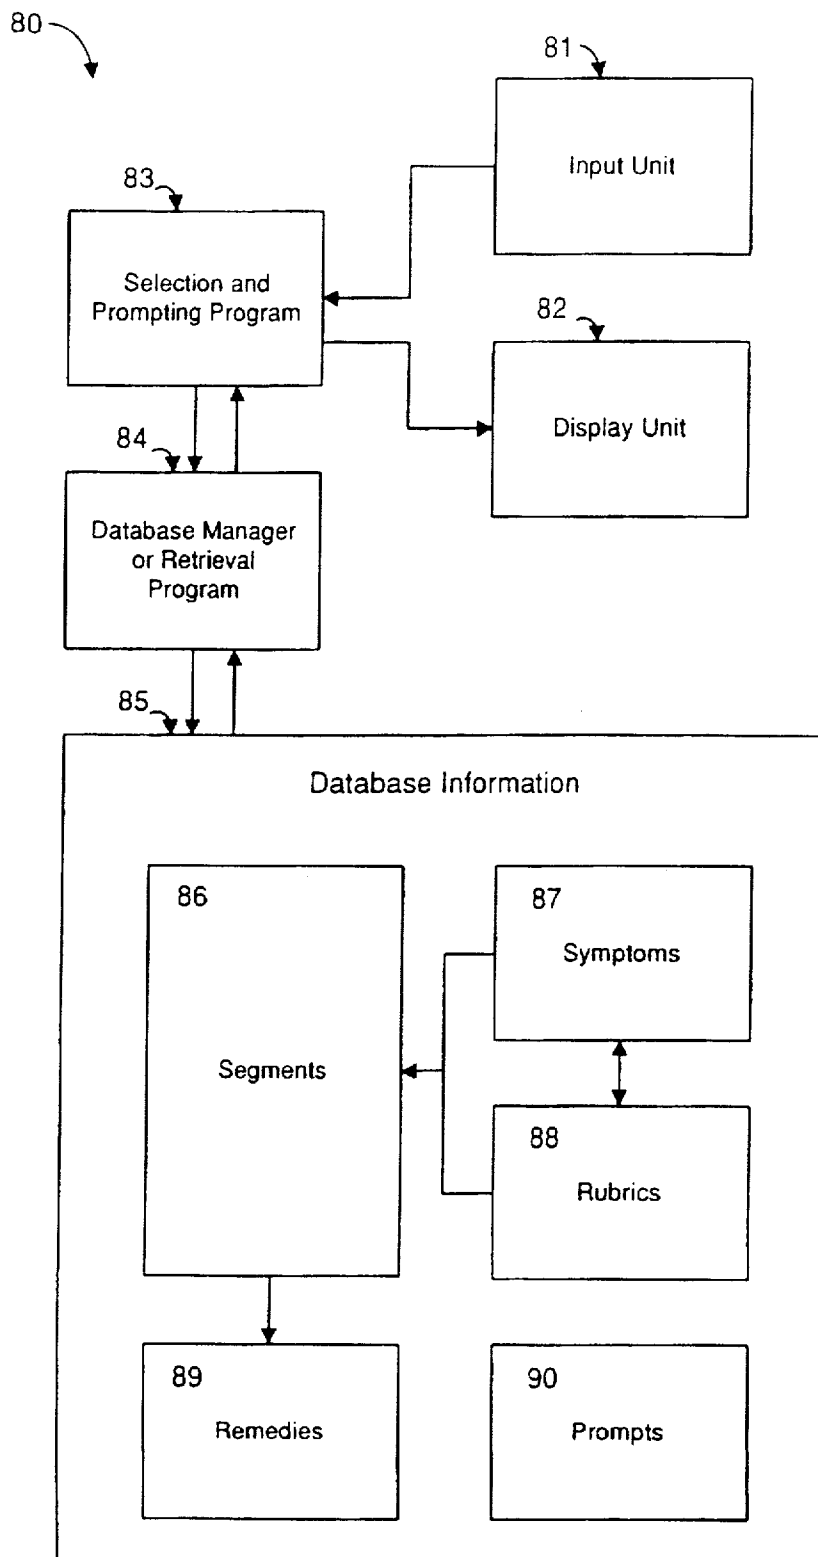 80
81
Input Unit
83
Selection and
Prompting Program
82
Display Unit
84
Database Manager
or Retrieval
Program
85
Database Information
86
Segments
87
Symptoms
88
Rubrics
89
Remedies
90
Prompts